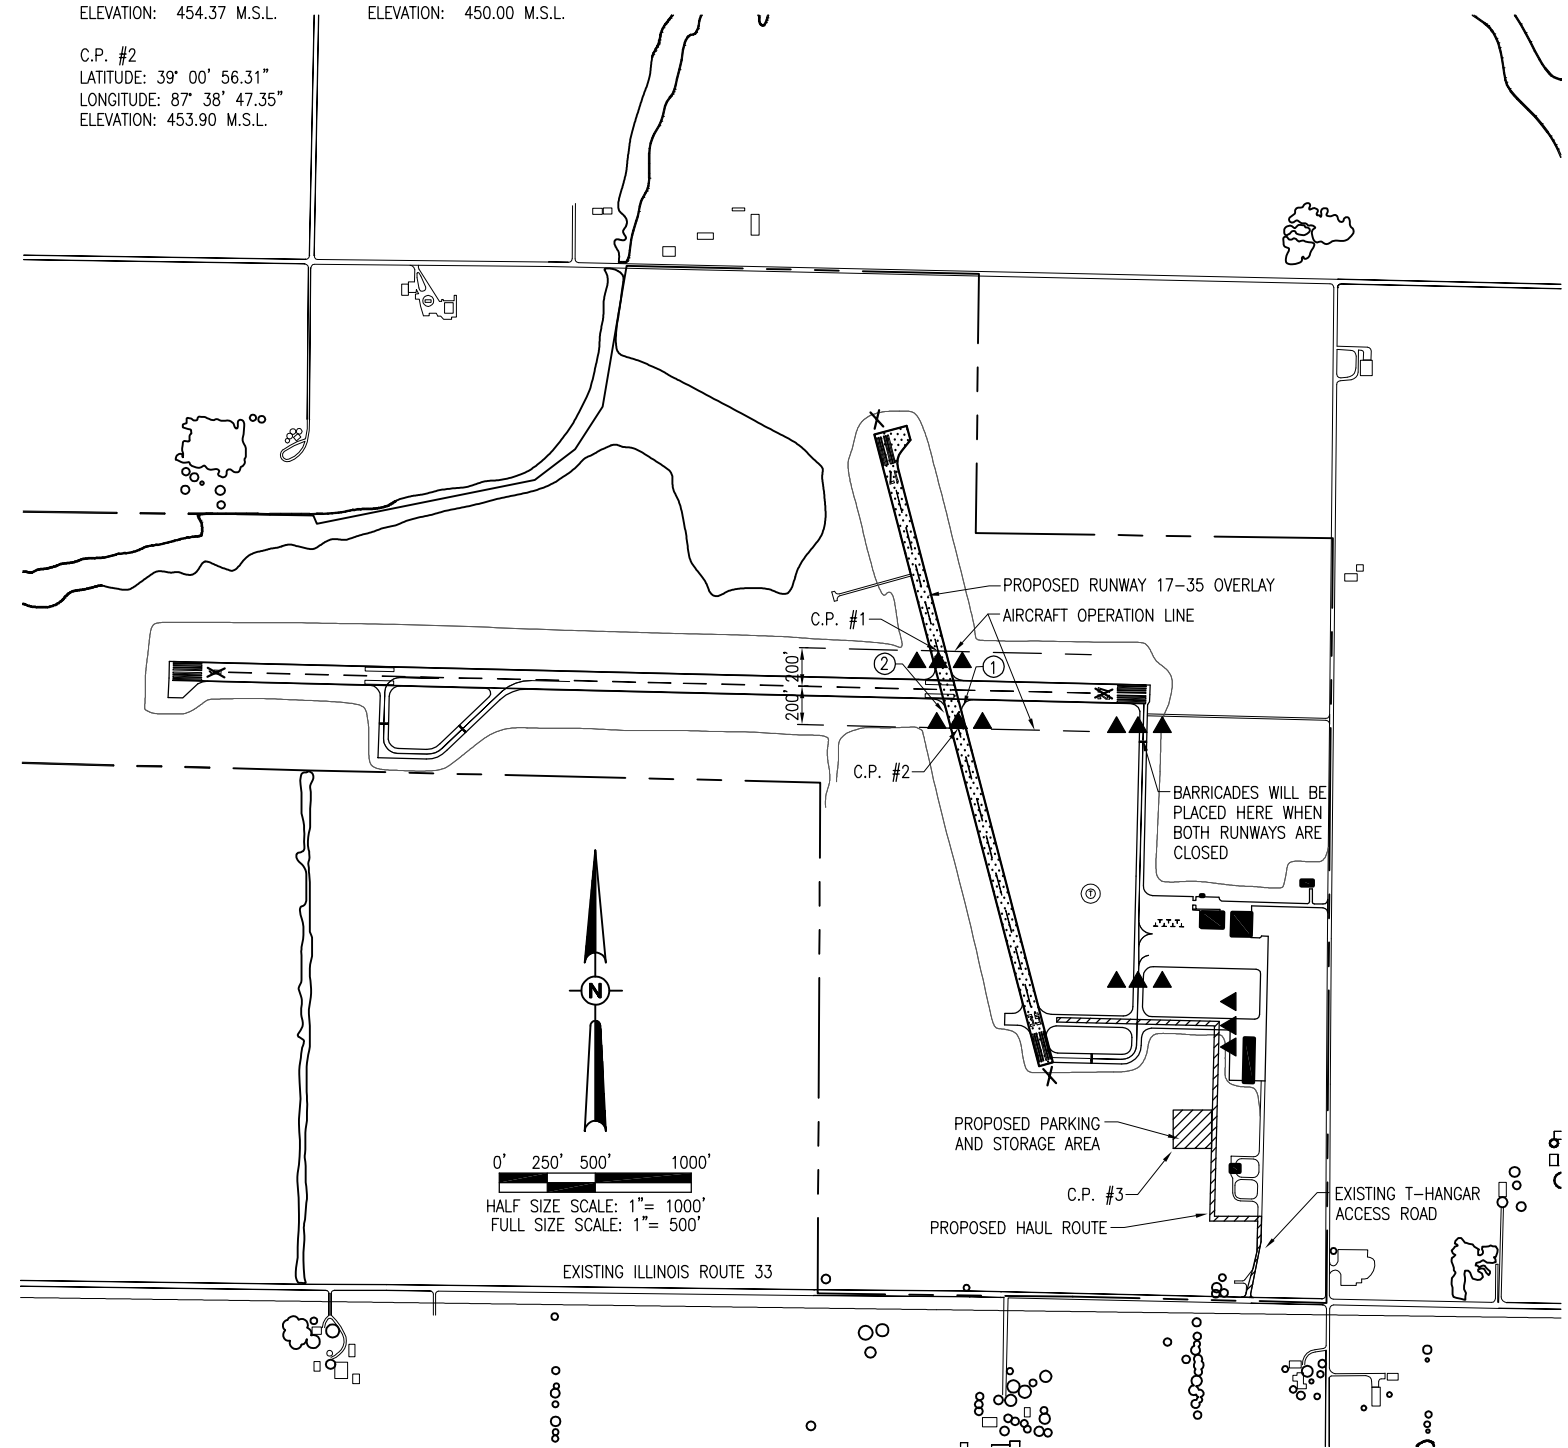 ELEVATION: 454.37 M.S.L.
ELEVATION: 450.00 M.S.L.
C.P. #2
LATITUDE: 39° 00' 56.31"
LONGITUDE: 87° 38' 47.35"
ELEVATION: 453.90 M.S.L.
PROPOSED RUNWAY 17-35 OVERLAY
C.P. #1
AIRCRAFT OPERATION LINE
2
1
200'
200'
C.P. #2
BARRICADES WILL BE
PLACED HERE WHEN
BOTH RUNWAYS ARE
CLOSED
N
PROPOSED PARKING
AND STORAGE AREA
0' 250' 500' 1000'
HALF SIZE SCALE: 1"= 1000'
FULL SIZE SCALE: 1"= 500'
C.P. #3
EXISTING T-HANGAR
ACCESS ROAD
PROPOSED HAUL ROUTE
EXISTING ILLINOIS ROUTE 33